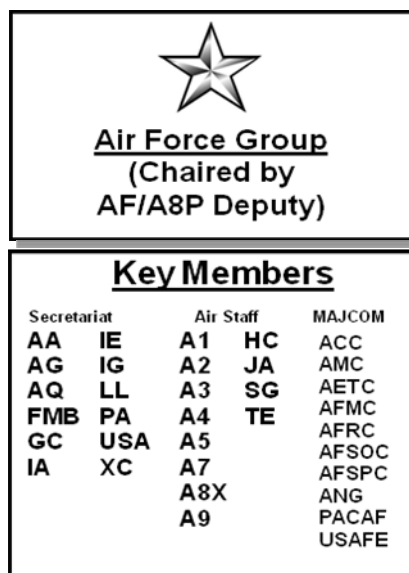 Air Force Group
(Chaired by
AF/A8P Deputy)
Key Members
Secretariat Air Staff MAJCOM
AA IE A1 HC ACC
AG IG A2 JA AMC
AQ LL A3 SG AETC
FMB PA A4 TE AFMC
GC USA A5 AFRC
IA XC A7 AFSOC
A8X AFSPC
A9 ANG
PACAF
USAFE